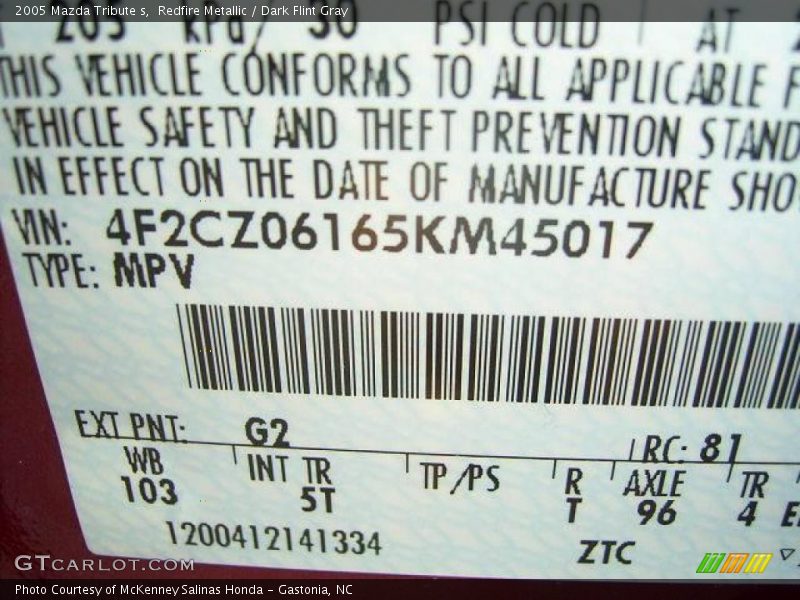 2005 Mazda Tribute s, Redfire Metallic / Dark Flint Gray
205 kPa/ 30 PSI COLD AT
THIS VEHICLE CONFORMS TO ALL APPLICABLE F
VEHICLE SAFETY AND THEFT PREVENTION STAND
IN EFFECT ON THE DATE OF MANUFACTURE SHO
VIN: 4F2CZ06165KM45017
TYPE: MPV
EXT PNT: G2 RC: 81
WB INT TR TP/PS R AXLE TR
103 5T T 96 4 E
1200412141334 ZTC
GTCARLOT.COM
Photo Courtesy of McKenney Salinas Honda - Gastonia, NC